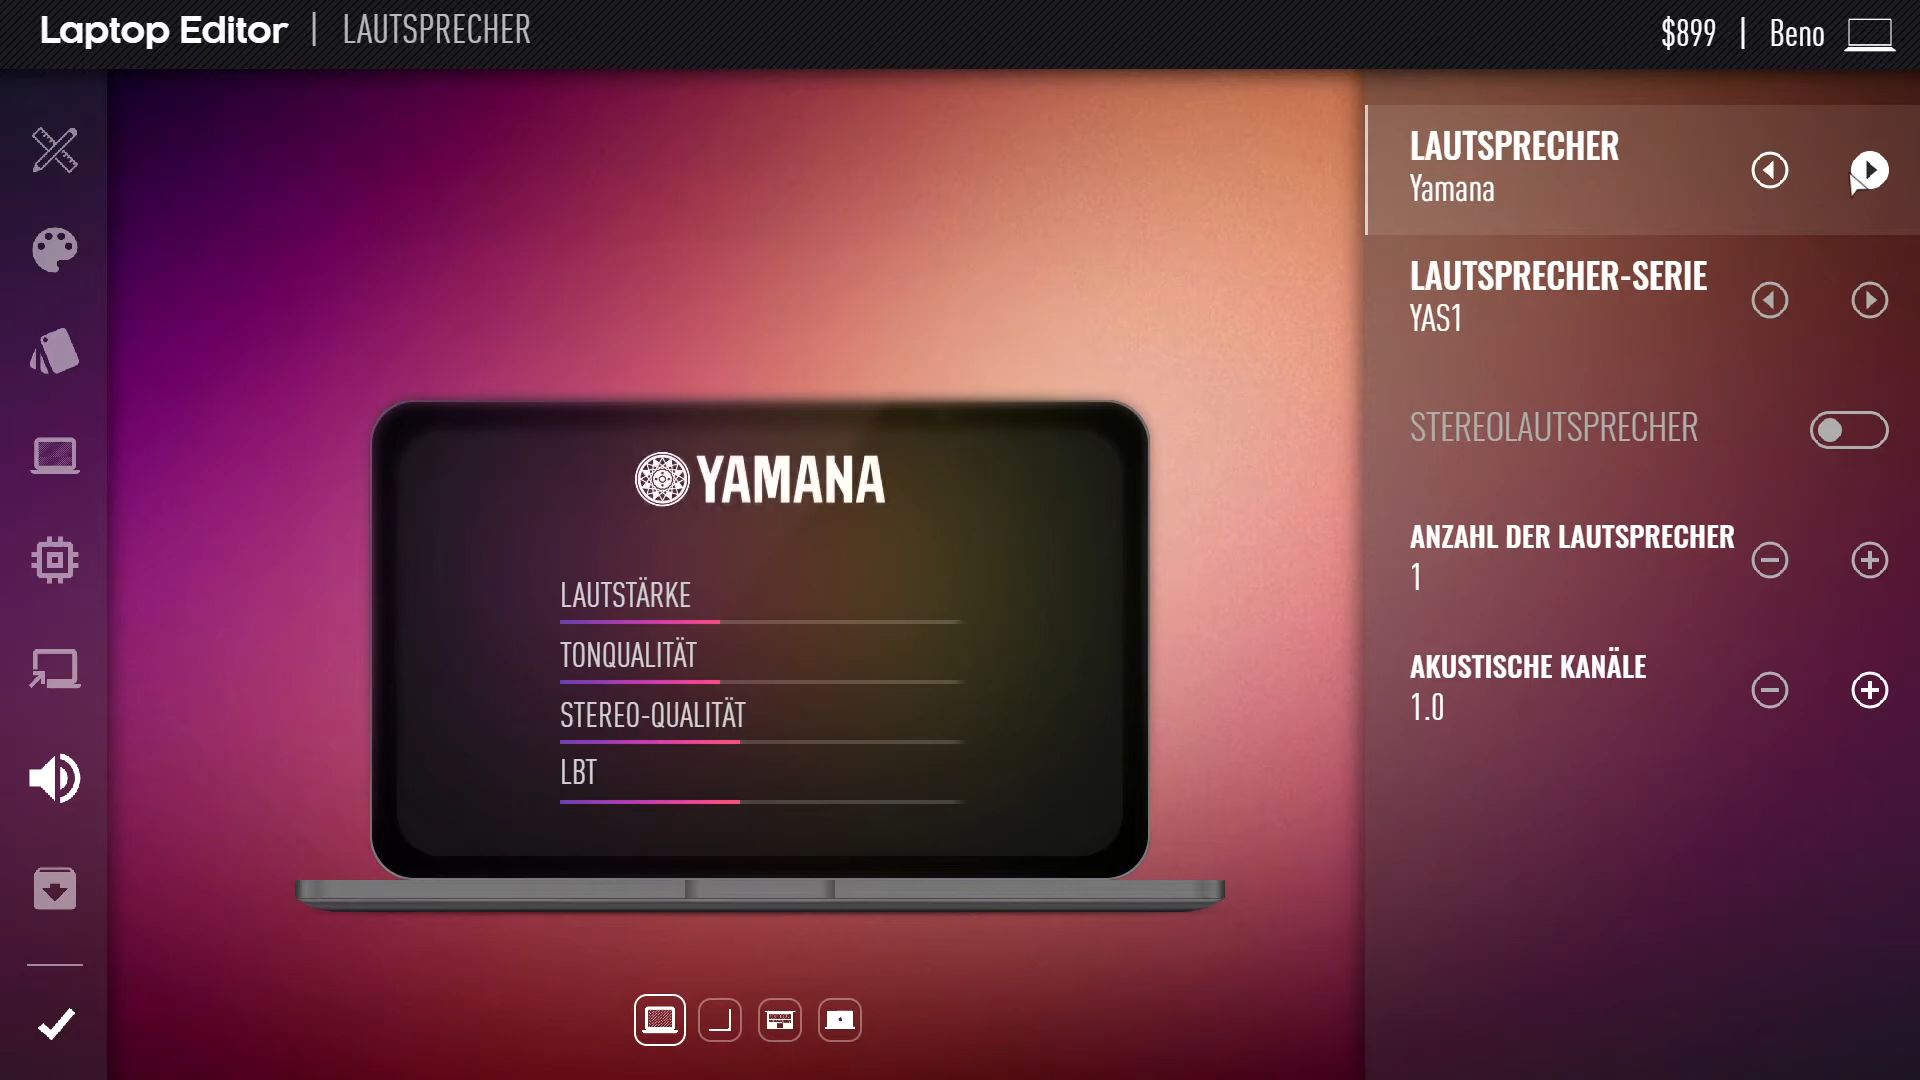 Laptop Editor | LAUTSPRECHER
$899 | Beno
LAUTSPRECHER
Yamana
LAUTSPRECHER-SERIE
YAS1
STEREOLAUTSPRECHER
ANZAHL DER LAUTSPRECHER
1
AKUSTISCHE KANÄLE
1.0
YAMANA
LAUTSTÄRKE
TONQUALITÄT
STEREO-QUALITÄT
LBT